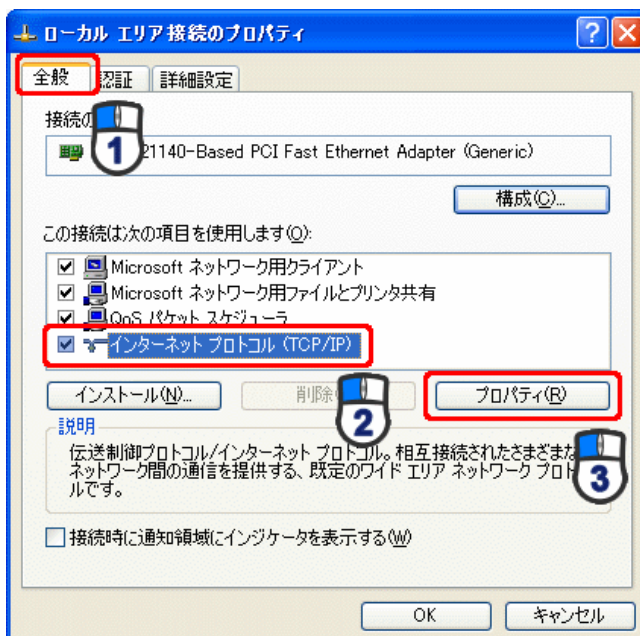 ローカル エリア接続のプロパティ
全般
認証
詳細設定
接続の
1
21140-Based PCI Fast Ethernet Adapter (Generic)
構成(C)...
この接続は次の項目を使用します(O):
Microsoft ネットワーク用クライアント
Microsoft ネットワーク用ファイルとプリンタ共有
QoS パケット スケジューラ
インターネット プロトコル (TCP/IP)
インストール(N)...
削除
プロパティ(R)
2
説明
伝送制御プロトコル/インターネット プロトコル。相互接続されたさまざまな
ネットワーク間の通信を提供する、既定のワイド エリア ネットワーク プロト
ルです。
3
接続時に通知領域にインジケータを表示する(W)
OK
キャンセル